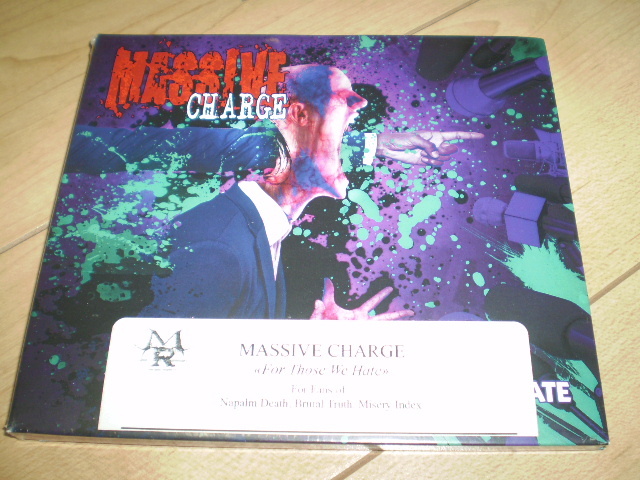 MASSIVE
CHARGE
MR
MASSIVE CHARGE
«For Those We Hate»
For Fans of
Napalm Death, Brutal Truth, Misery Index
ATE